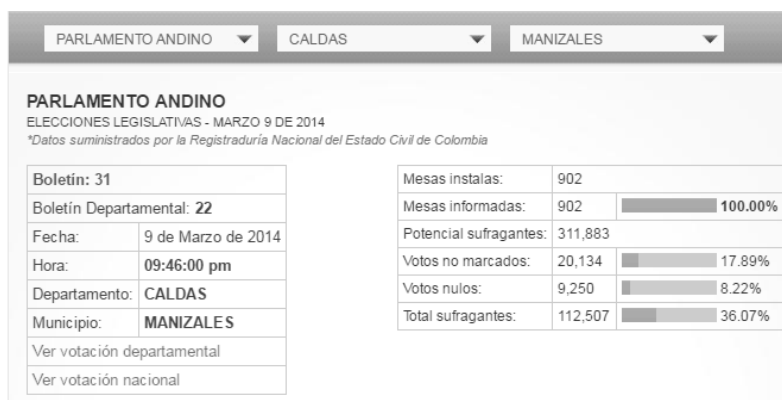 PARLAMENTO ANDINO CALDAS MANIZALES
PARLAMENTO ANDINO
ELECCIONES LEGISLATIVAS - MARZO 9 DE 2014
*Datos suministrados por la Registraduría Nacional del Estado Civil de Colombia
Boletín: 31
Boletín Departamental: 22
Fecha: 9 de Marzo de 2014
Hora: 09:46:00 pm
Departamento: CALDAS
Municipio: MANIZALES
Ver votación departamental
Ver votación nacional
Mesas instalas: 902
Mesas informadas: 902 100.00%
Potencial sufragantes: 311,883
Votos no marcados: 20,134 17.89%
Votos nulos: 9,250 8.22%
Total sufragantes: 112,507 36.07%